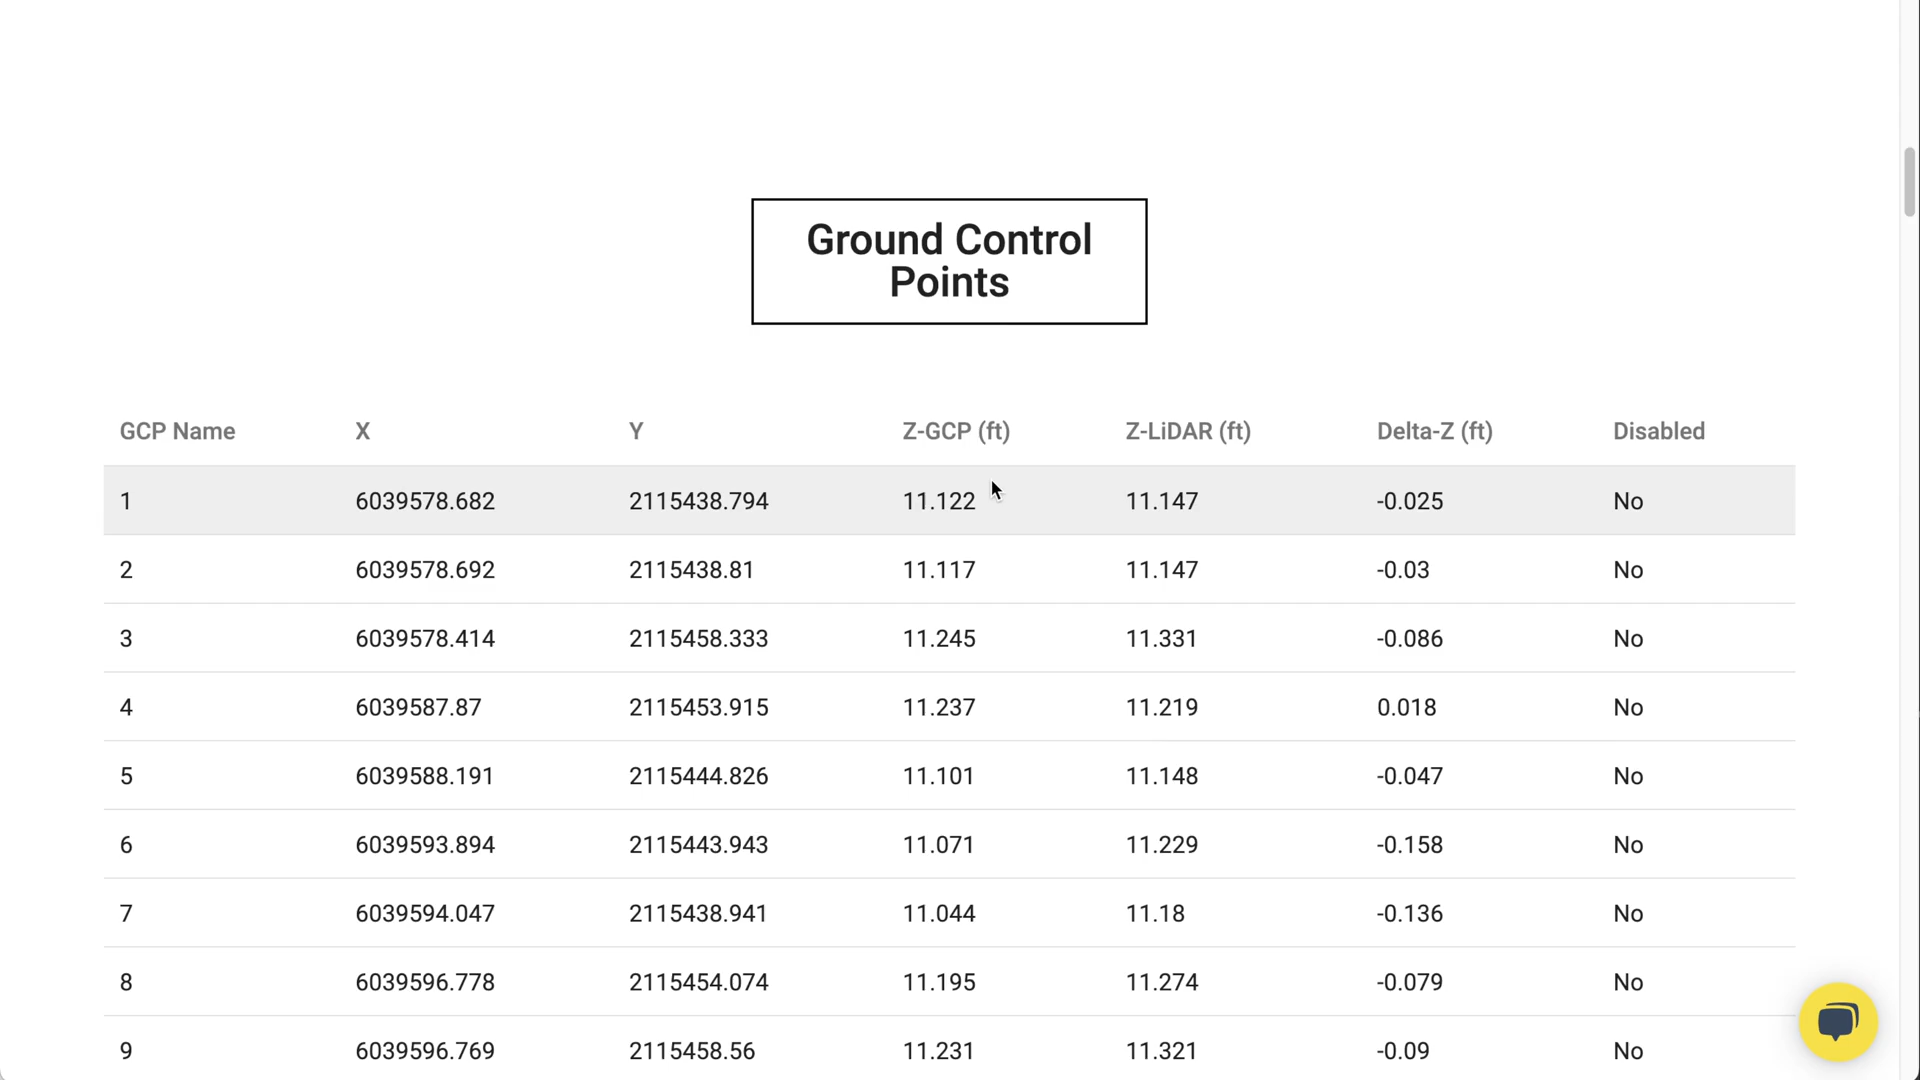 Ground Control
Points
GCP Name X Y Z-GCP (ft) Z-LiDAR (ft) Delta-Z (ft) Disabled
1 6039578.682 2115438.794 11.122 11.147 -0.025 No
2 6039578.692 2115438.81 11.117 11.147 -0.03 No
3 6039578.414 2115458.333 11.245 11.331 -0.086 No
4 6039587.87 2115453.915 11.237 11.219 0.018 No
5 6039588.191 2115444.826 11.101 11.148 -0.047 No
6 6039593.894 2115443.943 11.071 11.229 -0.158 No
7 6039594.047 2115438.941 11.044 11.18 -0.136 No
8 6039596.778 2115454.074 11.195 11.274 -0.079 No
9 6039596.769 2115458.56 11.231 11.321 -0.09 No